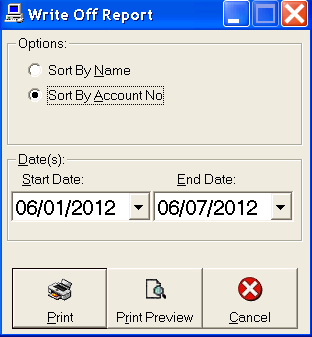 Write Off Report
Options:
Sort By Name
Sort By Account No
Date(s):
Start Date: End Date:
06/01/2012 06/07/2012
Print Print Preview Cancel